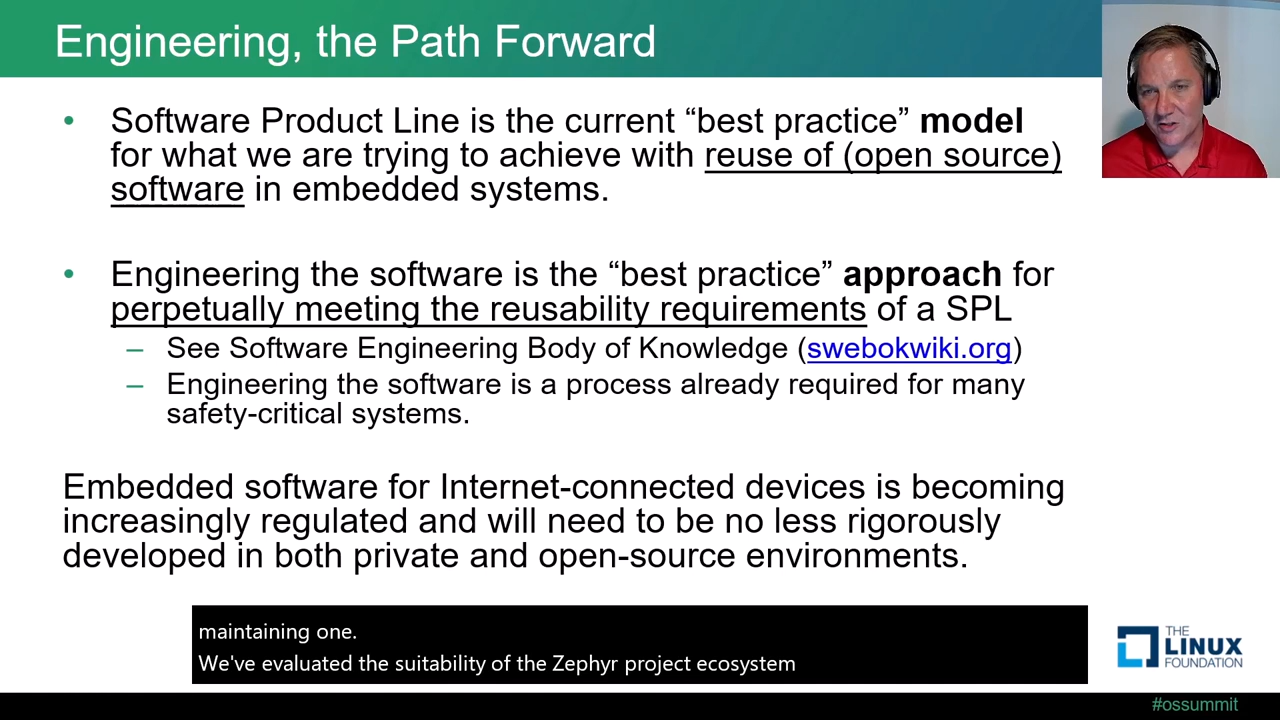 Engineering, the Path Forward
• Software Product Line is the current “best practice” model
for what we are trying to achieve with reuse of (open source)
software in embedded systems.
• Engineering the software is the “best practice” approach for
perpetually meeting the reusability requirements of a SPL
– See Software Engineering Body of Knowledge (swebokwiki.org)
– Engineering the software is a process already required for many
safety-critical systems.
Embedded software for Internet-connected devices is becoming
increasingly regulated and will need to be no less rigorously
developed in both private and open-source environments.
maintaining one.
We've evaluated the suitability of the Zephyr project ecosystem
THE
LINUX
FOUNDATION
#ossummit